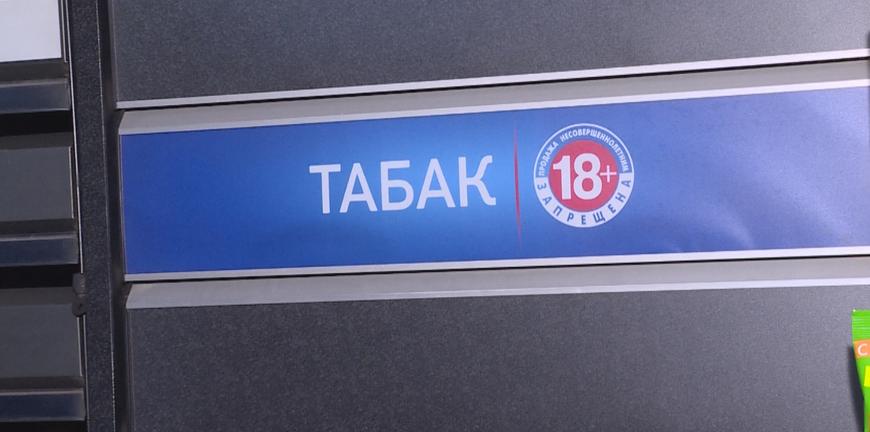 ТАБАК
ПРОДАЖА НЕСОВЕРШЕННОЛЕТНИМ
18+
ЗАПРЕЩЕНА
С